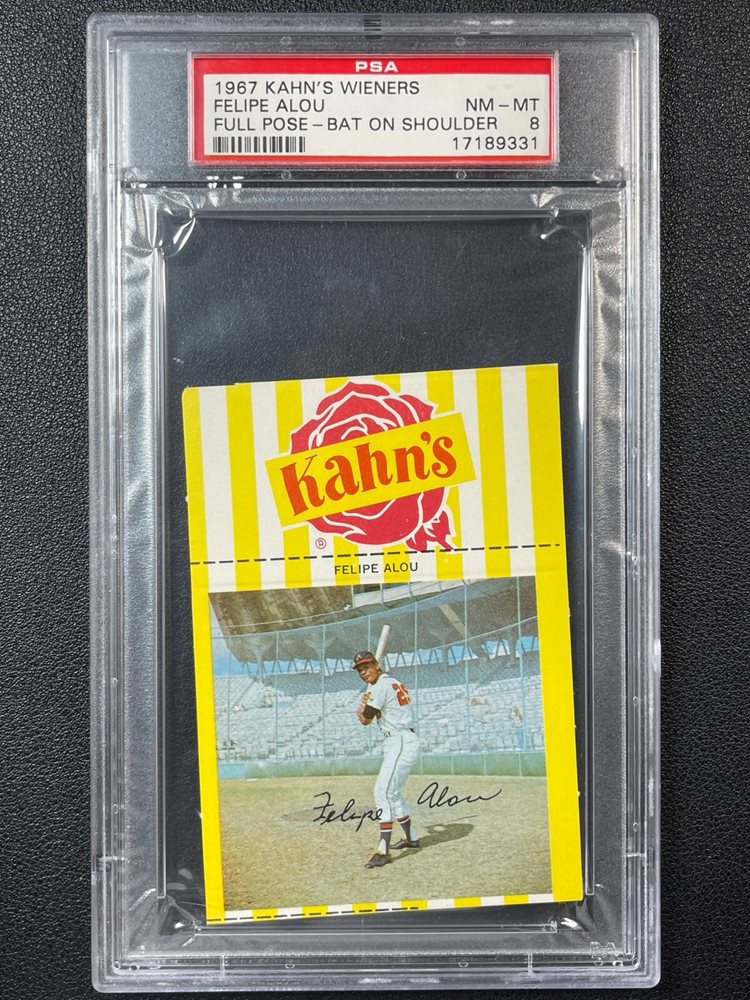 PSA
1967 KAHN'S WIENERS
FELIPE ALOU NM-MT
FULL POSE-BAT ON SHOULDER 8
17189331
Kahn's
®
FELIPE ALOU
Felipe Alou